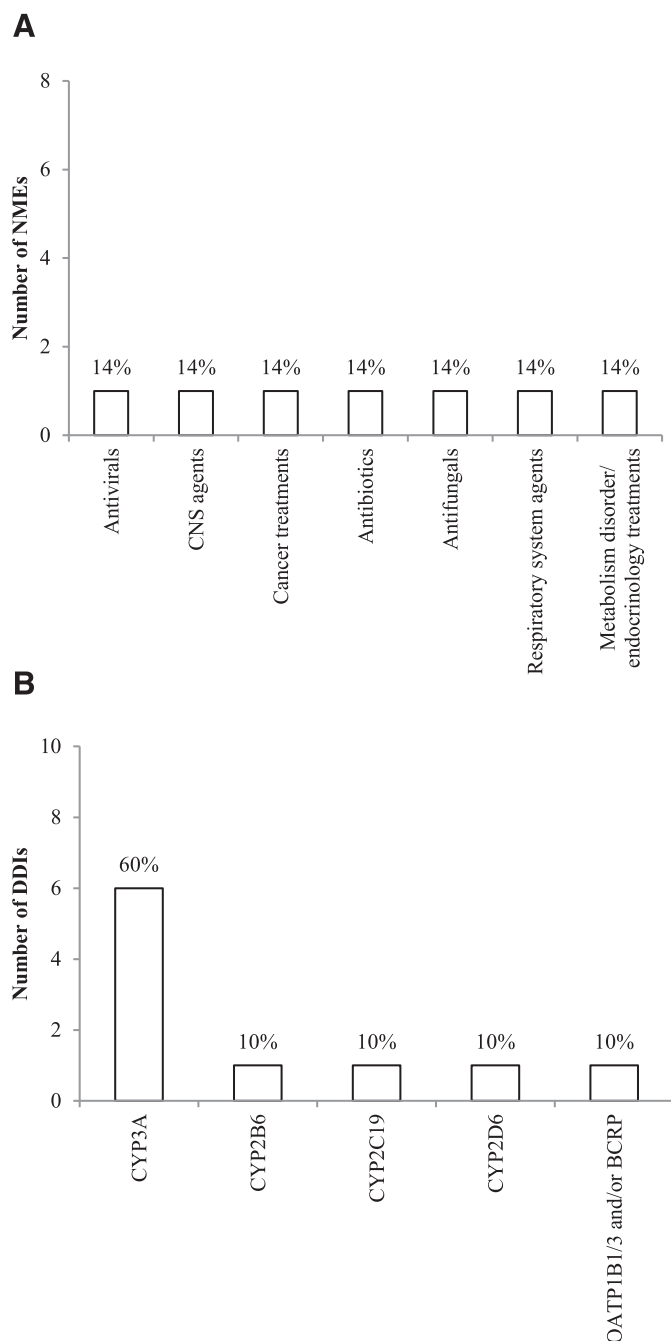 A
8
6
4
2
0
Number of NMEs
14%
14%
14%
14%
14%
14%
14%
Antivirals
CNS agents
Cancer treatments
Antibiotics
Antifungals
Respiratory system agents
Metabolism disorder/
endocrinology treatments
B
10
8
6
4
2
0
Number of DDIs
60%
10%
10%
10%
10%
CYP3A
CYP2B6
CYP2C19
CYP2D6
OATP1B1/3 and/or BCRP